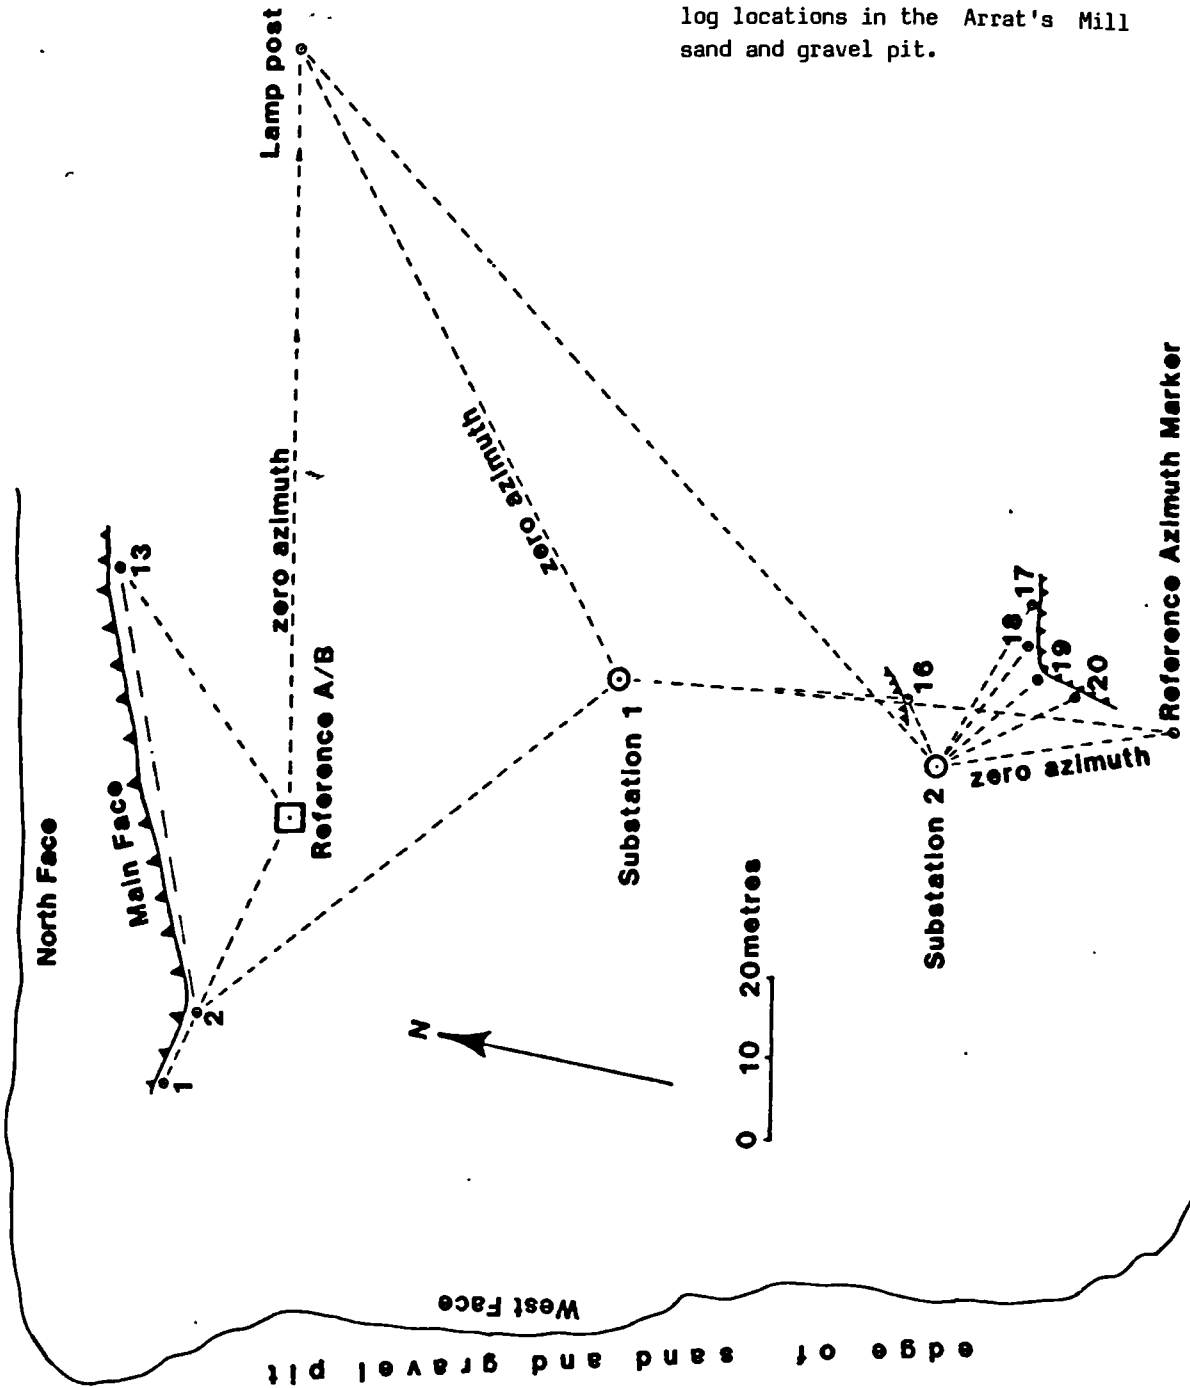 log locations in the Arrat's Mill
sand and gravel pit.
Lamp post
North Face
Main Face
13
zero azimuth
Reference A/B
zero azimuth
2
1
N
Substation 1
0 10 20metres
16
18 17
19
20
Substation 2
zero azimuth
Reference Azimuth Marker
West Face
edge of sand and gravel pit